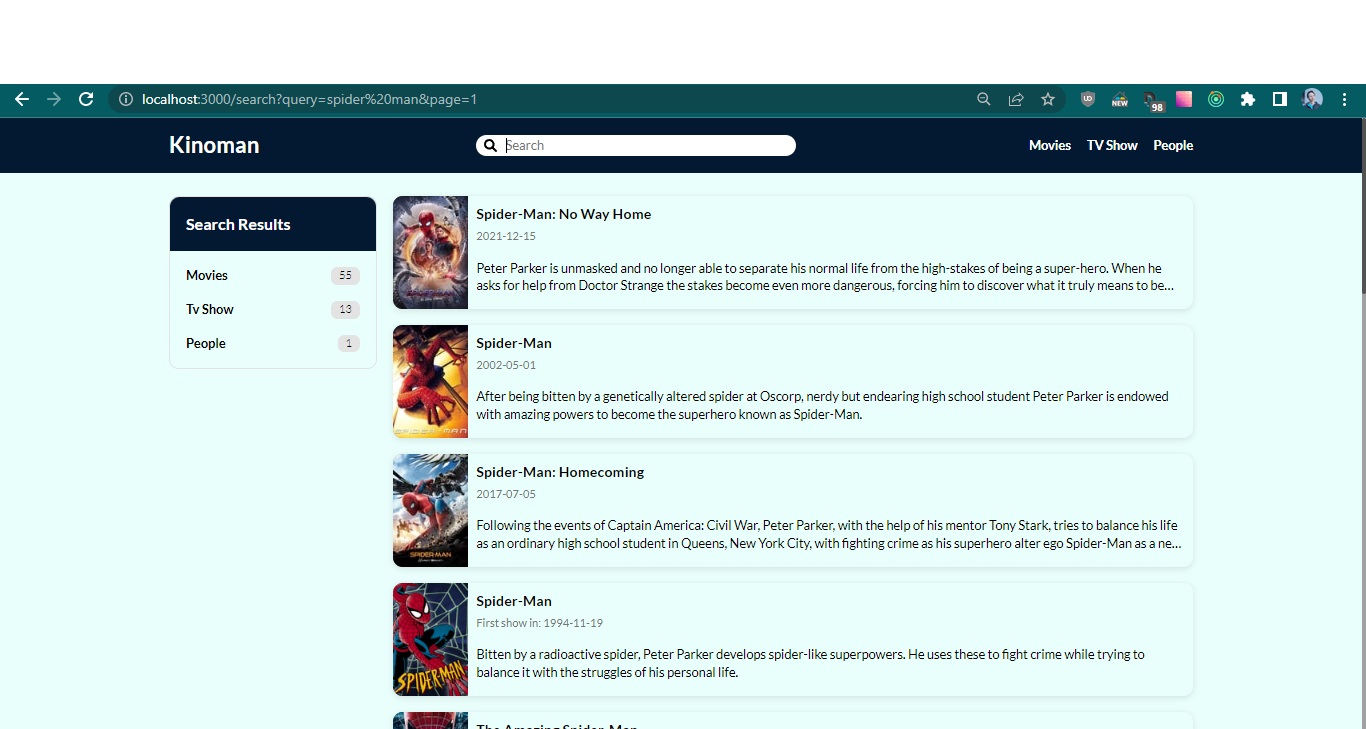 localhost:3000/search?query=spider%20man&page=1
UD
NEW
98
Kinoman
Search
Movies TV Show People
Search Results
Movies 55
Tv Show 13
People 1
Spider-Man: No Way Home
2021-12-15
Peter Parker is unmasked and no longer able to separate his normal life from the high-stakes of being a super-hero. When he
asks for help from Doctor Strange the stakes become even more dangerous, forcing him to discover what it truly means to be...
SPIDER-MAN
Spider-Man
2002-05-01
After being bitten by a genetically altered spider at Oscorp, nerdy but endearing high school student Peter Parker is endowed
with amazing powers to become the superhero known as Spider-Man.
SPIDER-MAN
Spider-Man: Homecoming
2017-07-05
Following the events of Captain America: Civil War, Peter Parker, with the help of his mentor Tony Stark, tries to balance his life
as an ordinary high school student in Queens, New York City, with fighting crime as his superhero alter ego Spider-Man as a ne...
SPIDER-MAN
Spider-Man
First show in: 1994-11-19
Bitten by a radioactive spider, Peter Parker develops spider-like superpowers. He uses these to fight crime while trying to
balance it with the struggles of his personal life.
The Amazing Spider-Man